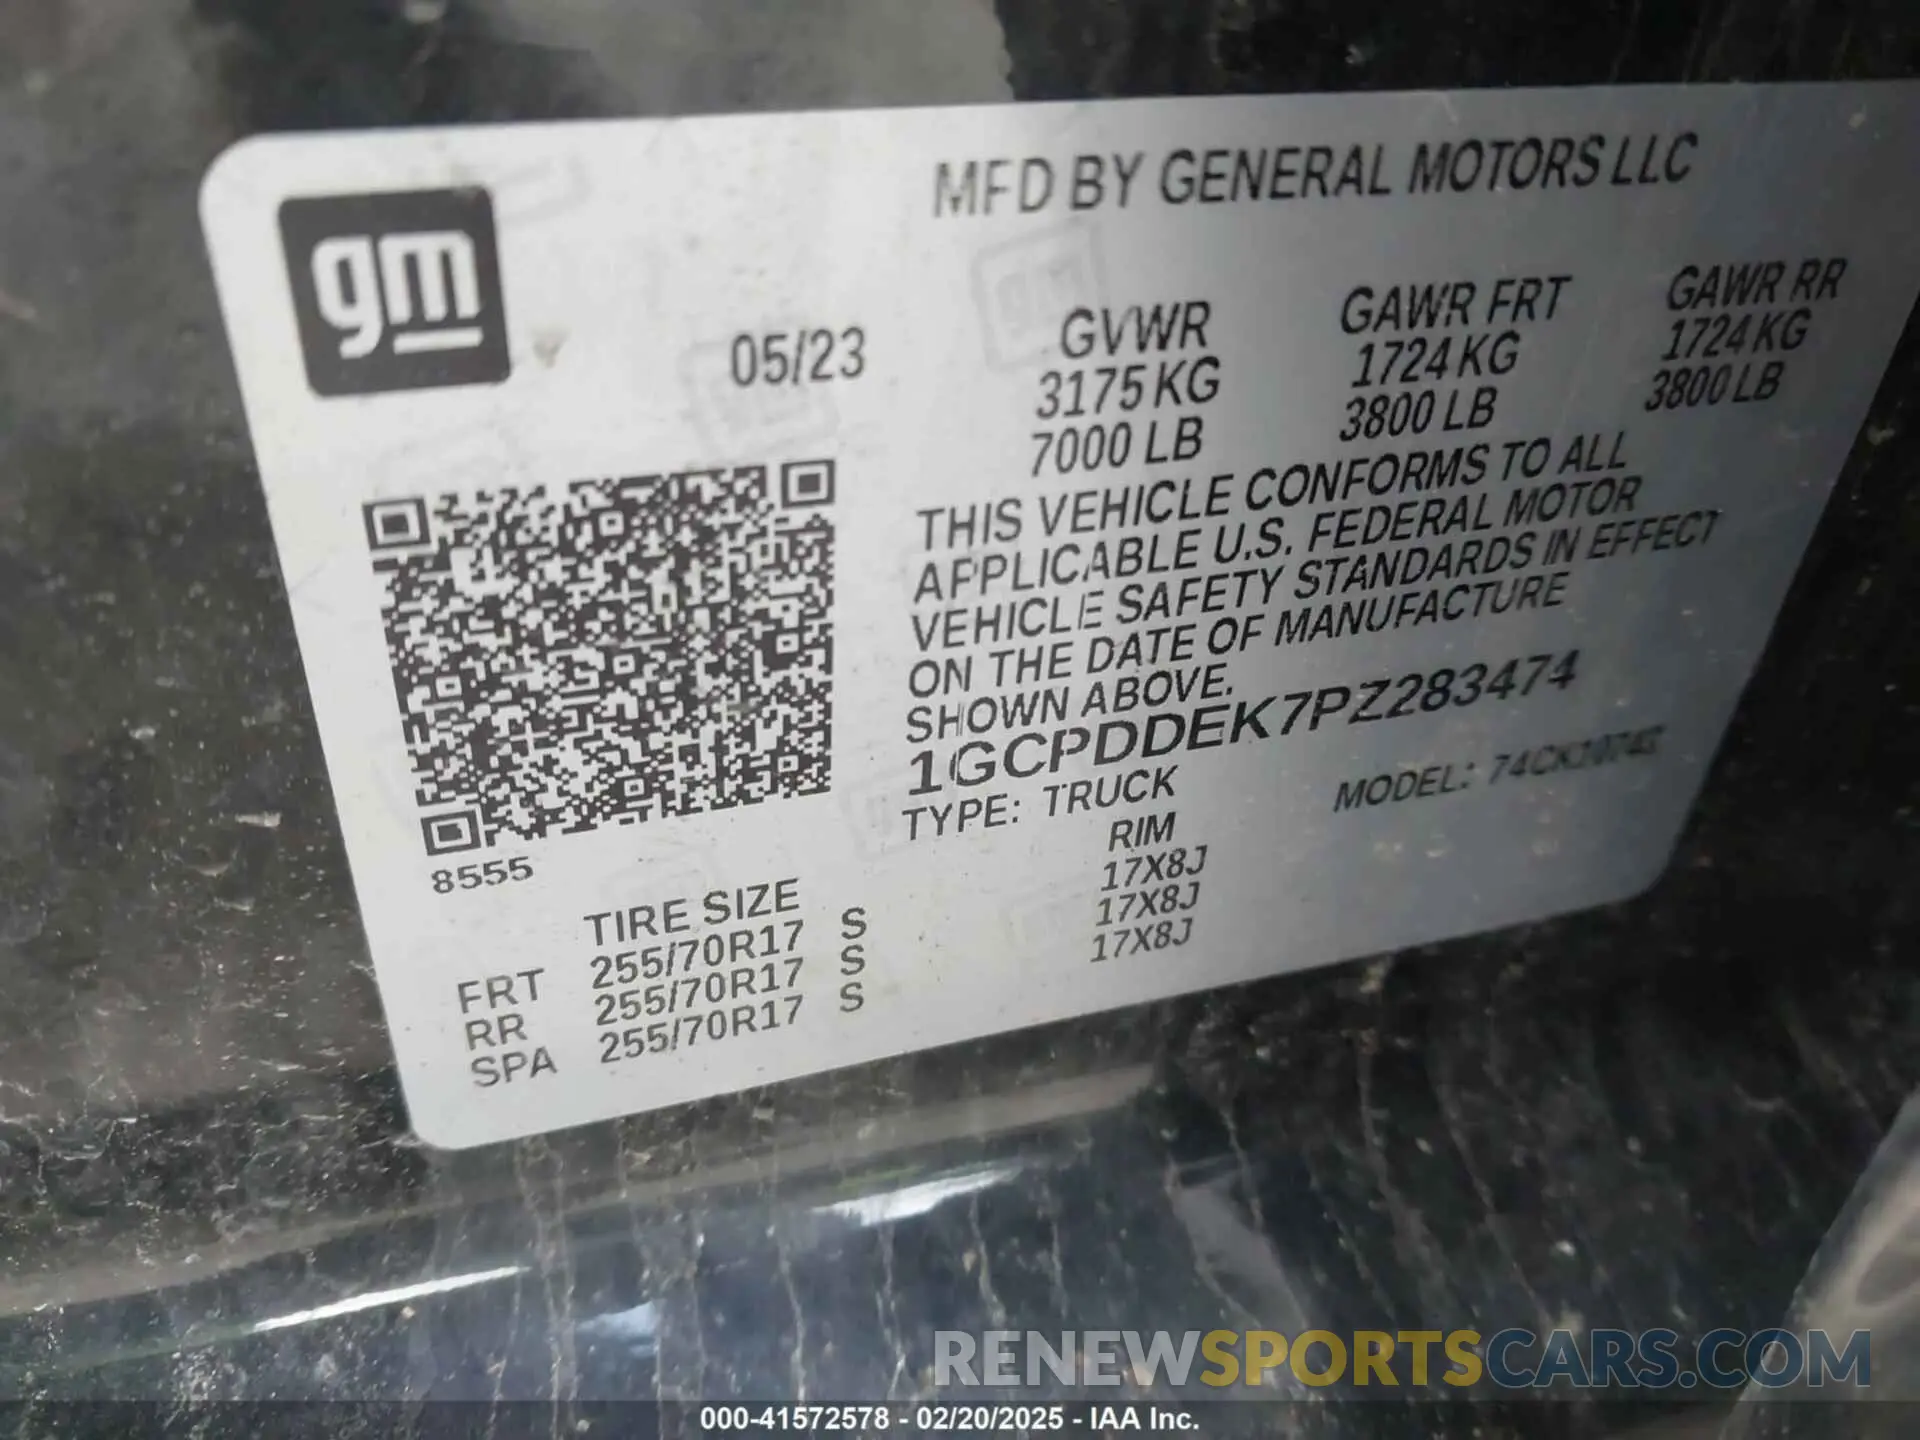 gm
MFD BY GENERAL MOTORS LLC
05/23
GVWR GAWR FRT GAWR RR
3175 KG 1724 KG 1724 KG
7000 LB 3800 LB 3800 LB
THIS VEHICLE CONFORMS TO ALL
APPLICABLE U.S. FEDERAL MOTOR
VEHICLE SAFETY STANDARDS IN EFFECT
ON THE DATE OF MANUFACTURE
SHOWN ABOVE.
1GCPDDEK7PZ283474
TYPE: TRUCK MODEL:
8555
TIRE SIZE RIM
FRT 255/70R17 S 17X8J
RR 255/70R17 S 17X8J
SPA 255/70R17 S 17X8J
RENEWSPORTSCARS.COM
000-41572578 - 02/20/2025 - IAA Inc.